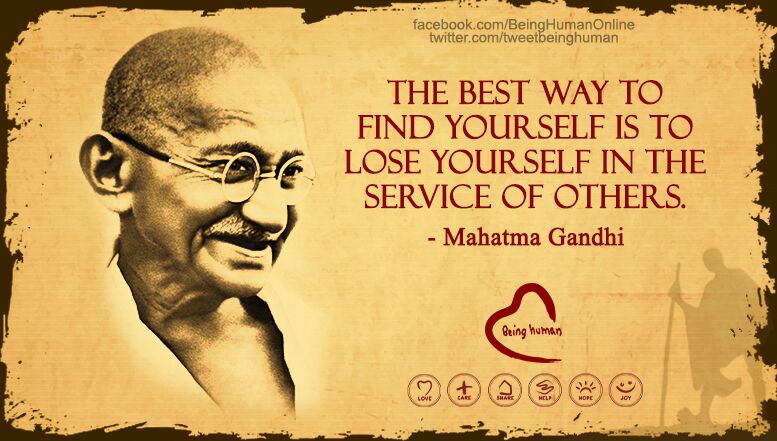 facebook.com/BeingHumanOnline
twitter.com/tweetbeinghuman
THE BEST WAY TO
FIND YOURSELF IS TO
LOSE YOURSELF IN THE
SERVICE OF OTHERS.
- Mahatma Gandhi
Being human
LOVE CARE SHARE HELP HOPE JOY